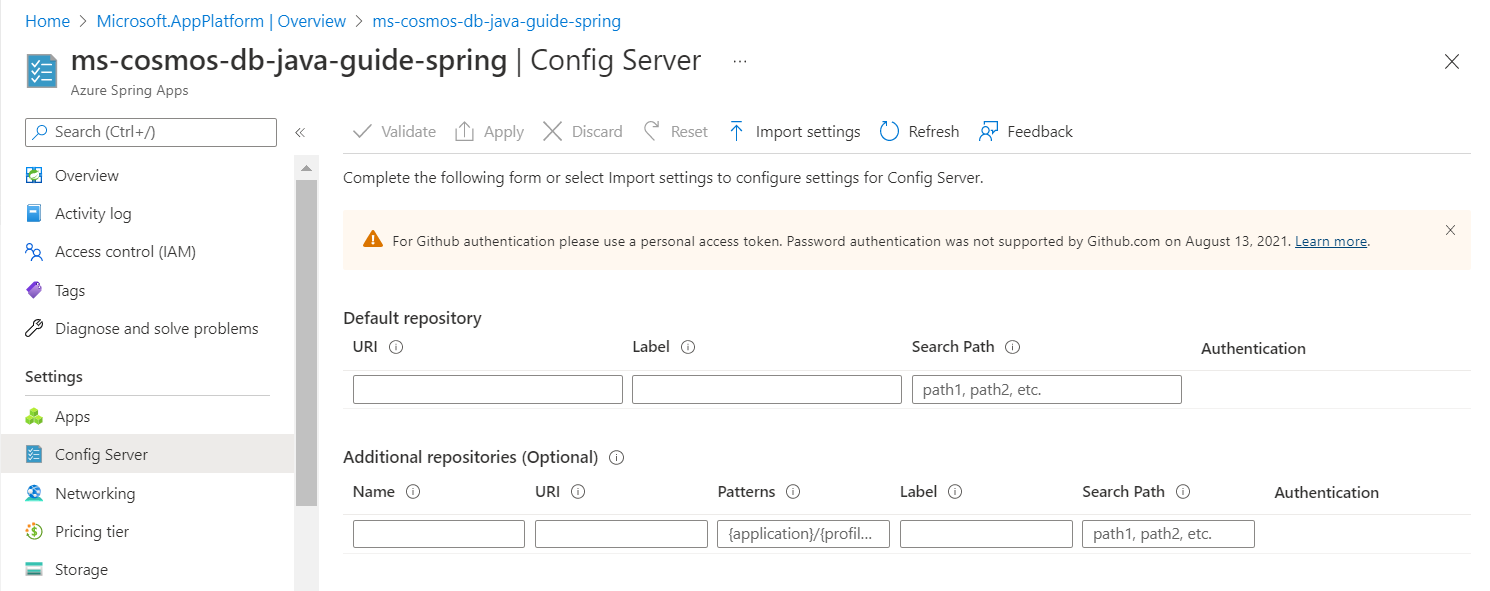 Home > Microsoft.AppPlatform | Overview > ms-cosmos-db-java-guide-spring
ms-cosmos-db-java-guide-spring | Config Server ...
Azure Spring Apps
Search (Ctrl+/) «
Validate Apply Discard Reset Import settings Refresh Feedback
Overview
Activity log
Access control (IAM)
Tags
Diagnose and solve problems
Settings
Apps
Config Server
Networking
Pricing tier
Storage
Complete the following form or select Import settings to configure settings for Config Server.
For Github authentication please use a personal access token. Password authentication was not supported by Github.com on August 13, 2021. Learn more.
Default repository
URI Label Search Path Authentication
path1, path2, etc.
Additional repositories (Optional)
Name URI Patterns Label Search Path Authentication
{application}/{profil... path1, path2, etc.